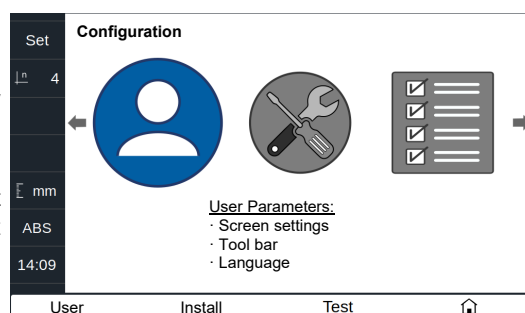 Set
Configuration
n 4
mm
ABS
14:09
User Parameters:
· Screen settings
· Tool bar
· Language
User Install Test